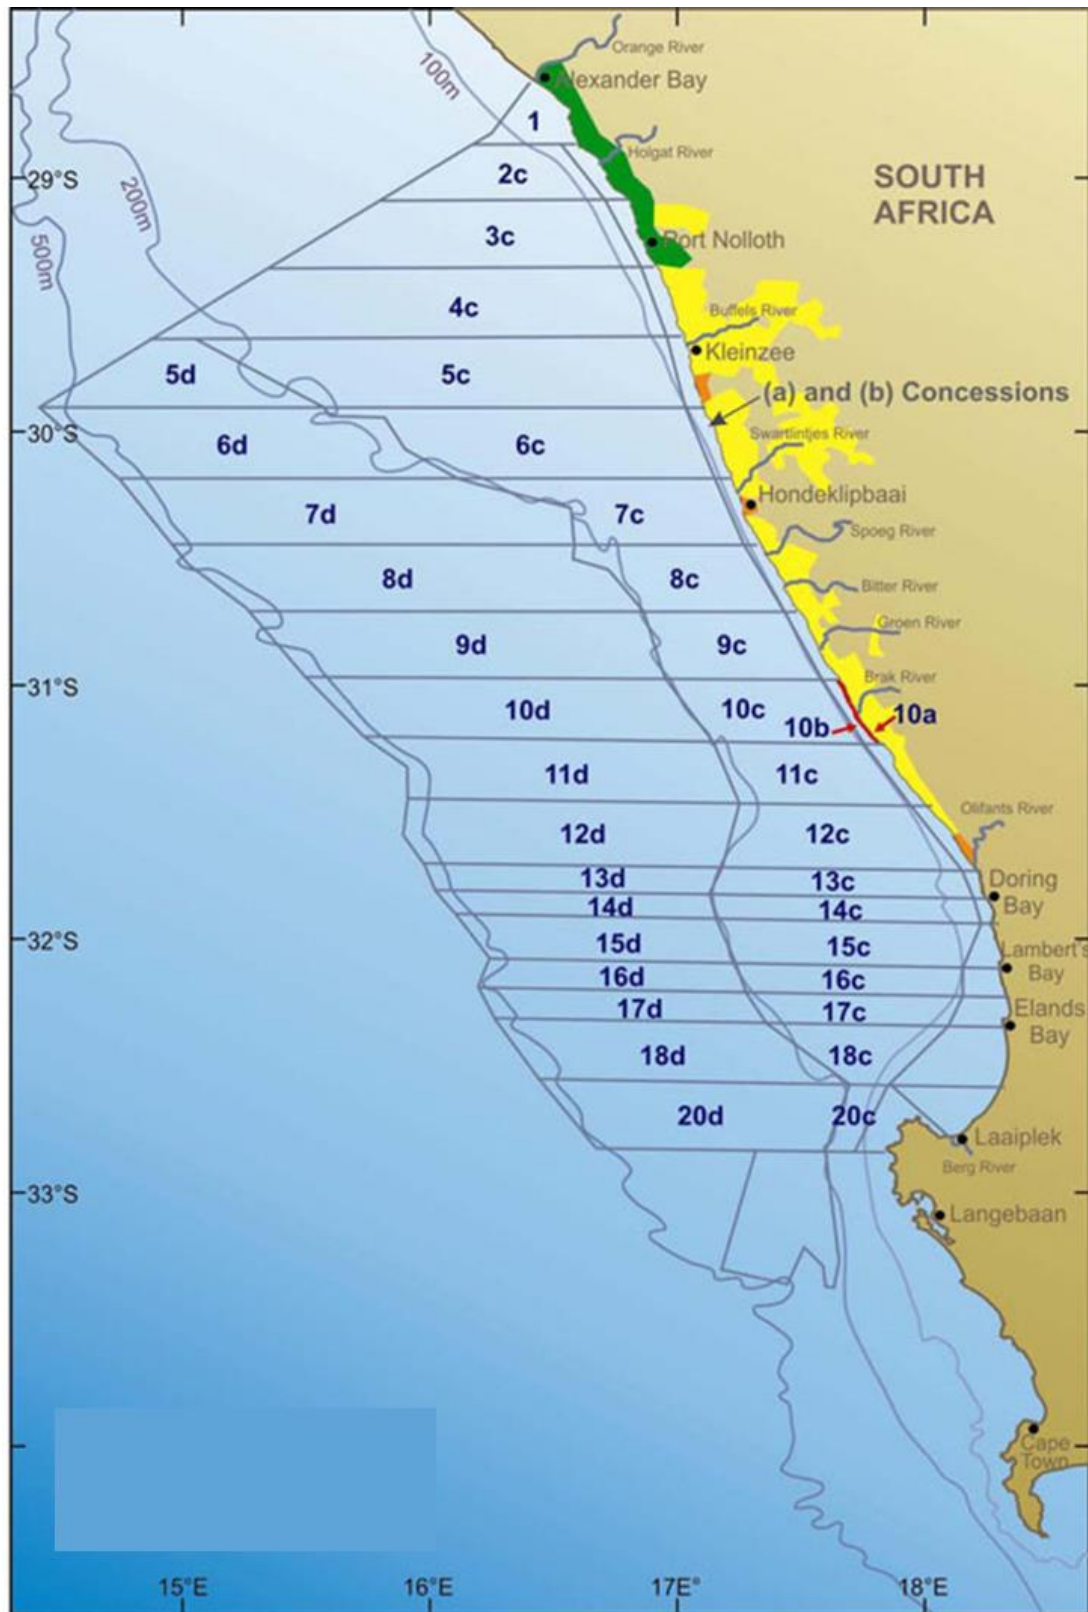 Orange River
Alexander Bay
100m
1
Holgat River
2c
29°S
SOUTH
AFRICA
200m
3c
Port Nolloth
500m
4c
Buffels River
Kleinzee
5d
5c
(a) and (b) Concessions
30°S
6d
6c
Swartlintjes River
Hondeklipbaai
7d
7c
Spoeg River
8d
8c
Bitter River
Groen River
9d
9c
Brak River
31°S
10d
10c
10b
10a
11d
11c
Olifants River
12d
12c
13d
13c
Doring
Bay
14d
14c
32°S
15d
15c
Lambert's
Bay
16d
16c
17d
17c
Elands
Bay
18d
18c
20d
20c
Laaiplek
Berg River
33°S
Langebaan
Cape
Town
15°E
16°E
17°E
18°E